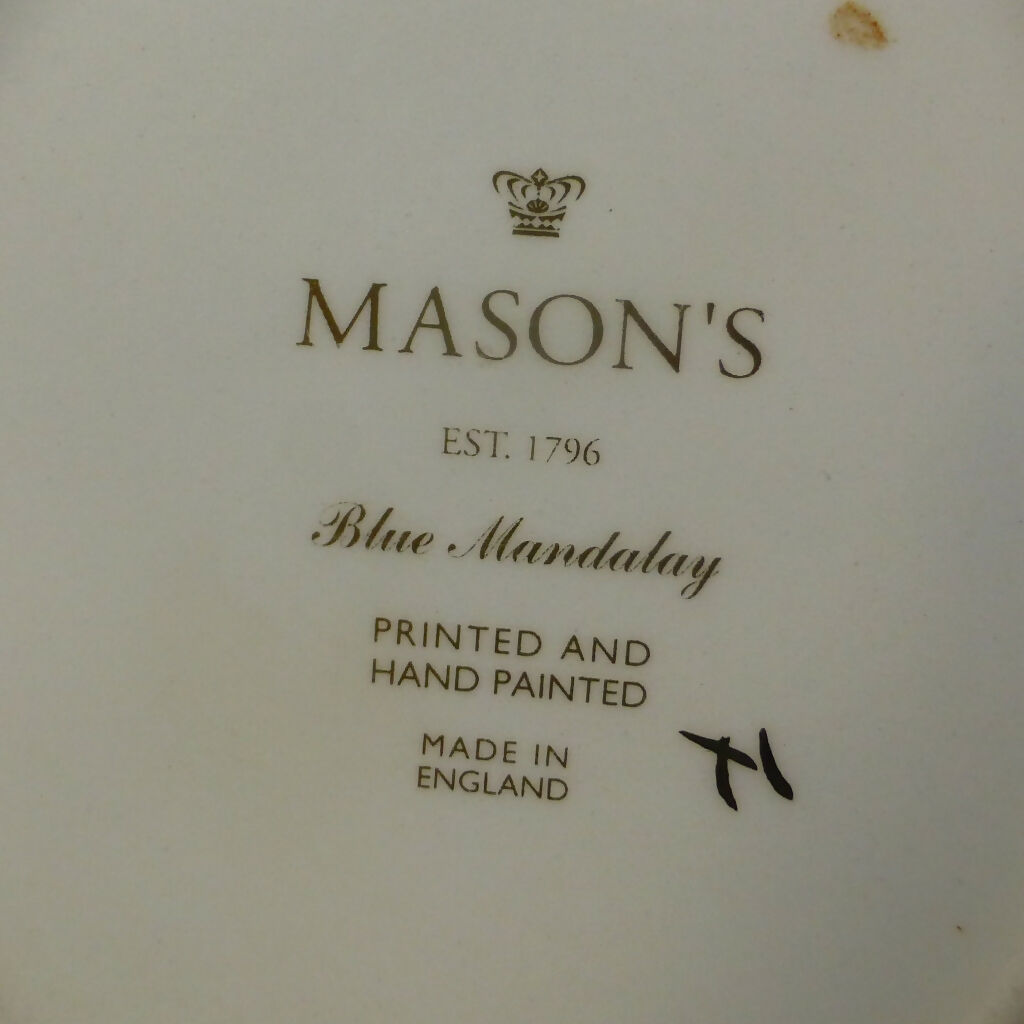 MASON'S
EST. 1796
Blue Mandalay
PRINTED AND
HAND PAINTED
MADE IN
ENGLAND